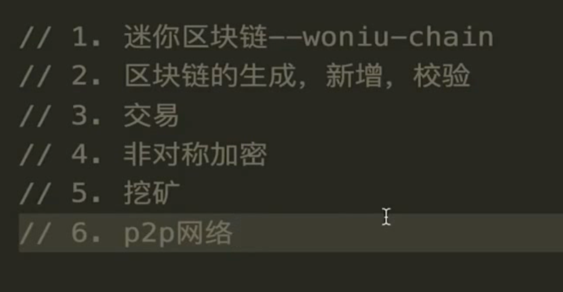 // 1. 迷你区块链--woniu-chain
// 2. 区块链的生成, 新增, 校验
// 3. 交易
// 4. 非对称加密
// 5. 挖矿
// 6. p2p网络